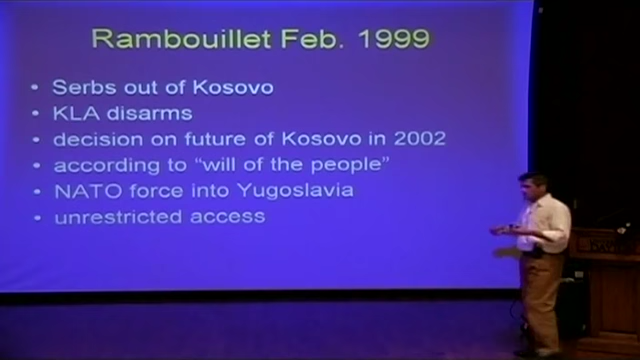 Rambouillet Feb. 1999
• Serbs out of Kosovo
• KLA disarms
• decision on future of Kosovo in 2002
• according to “will of the people”
• NATO force into Yugoslavia
• unrestricted access